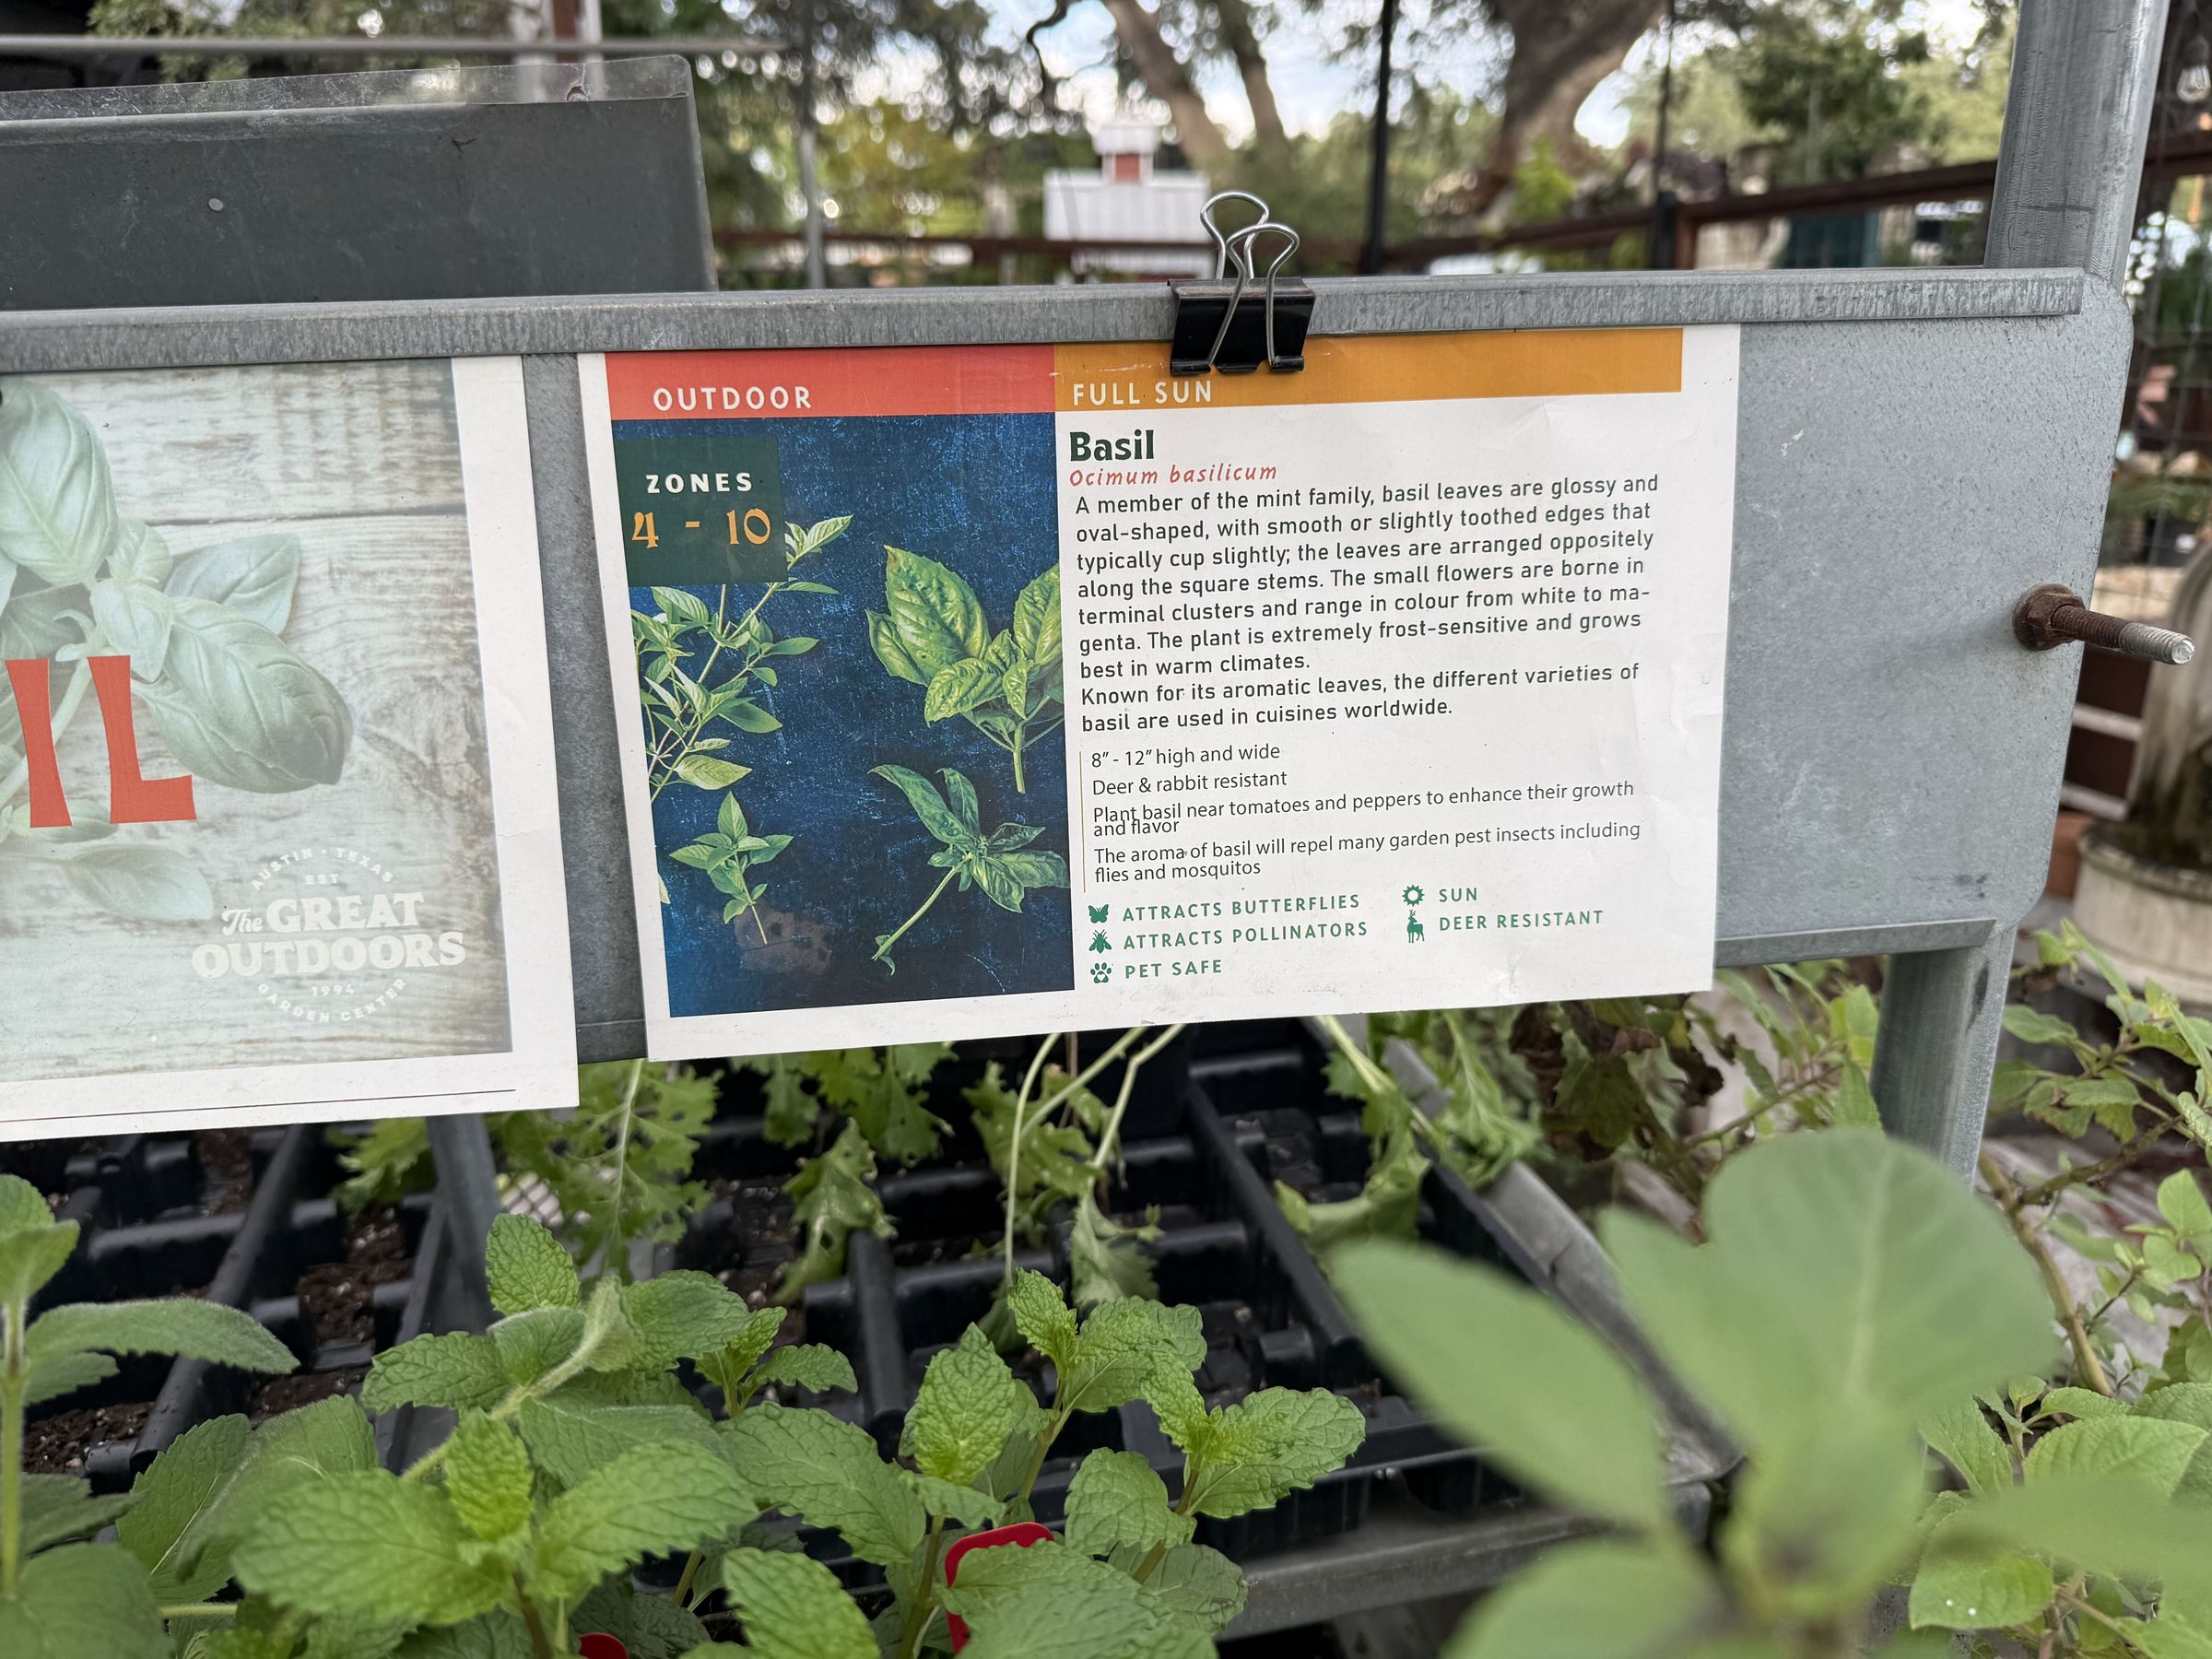 IL
AUSTIN · TEXAS
EST
The GREAT
OUTDOORS
1994
GARDEN CENTER
OUTDOOR
ZONES
4 - 10
FULL SUN
Basil
Ocimum basilicum
A member of the mint family, basil leaves are glossy and
oval-shaped, with smooth or slightly toothed edges that
typically cup slightly; the leaves are arranged oppositely
along the square stems. The small flowers are borne in
terminal clusters and range in colour from white to ma-
genta. The plant is extremely frost-sensitive and grows
best in warm climates.
Known for its aromatic leaves, the different varieties of
basil are used in cuisines worldwide.
8" - 12" high and wide
Deer & rabbit resistant
Plant basil near tomatoes and peppers to enhance their growth
and flavor
The aroma of basil will repel many garden pest insects including
flies and mosquitos
ATTRACTS BUTTERFLIES
ATTRACTS POLLINATORS
PET SAFE
SUN
DEER RESISTANT